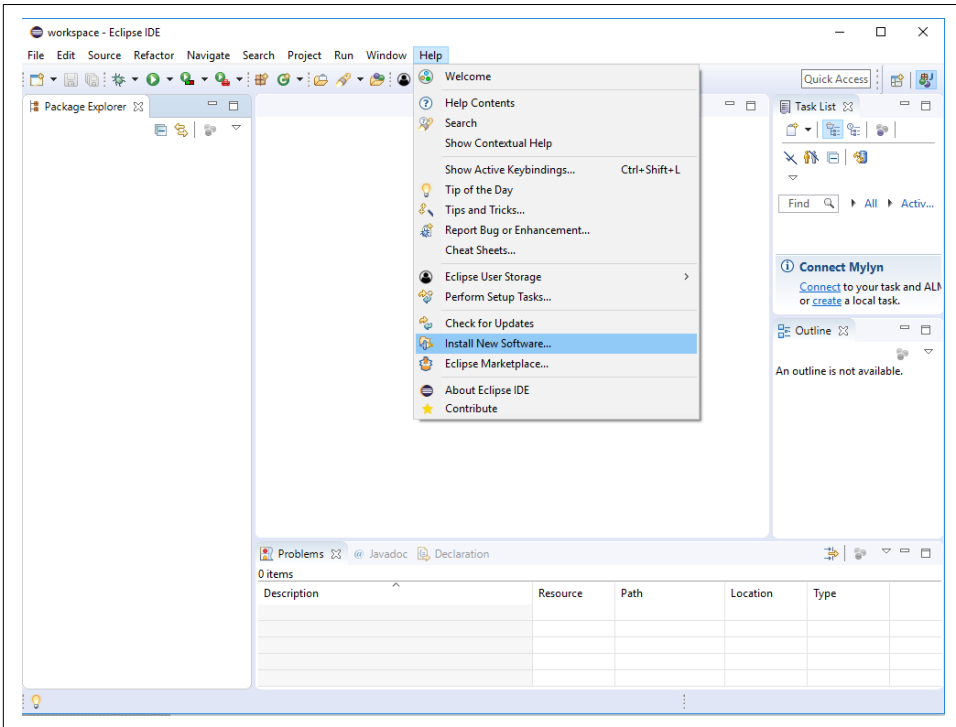 workspace - Eclipse IDE
File Edit Source Refactor Navigate Search Project Run Window Help
Quick Access
Package Explorer
Welcome
Help Contents
Search
Show Contextual Help
Show Active Keybindings... Ctrl+Shift+L
Tip of the Day
Tips and Tricks...
Report Bug or Enhancement...
Cheat Sheets...
Eclipse User Storage
Perform Setup Tasks...
Check for Updates
Install New Software...
Eclipse Marketplace...
About Eclipse IDE
Contribute
Task List
Find All Activ...
Connect Mylyn
Connect to your task and ALM
or create a local task.
Outline
An outline is not available.
Problems @ Javadoc Declaration
0 items
Description Resource Path Location Type